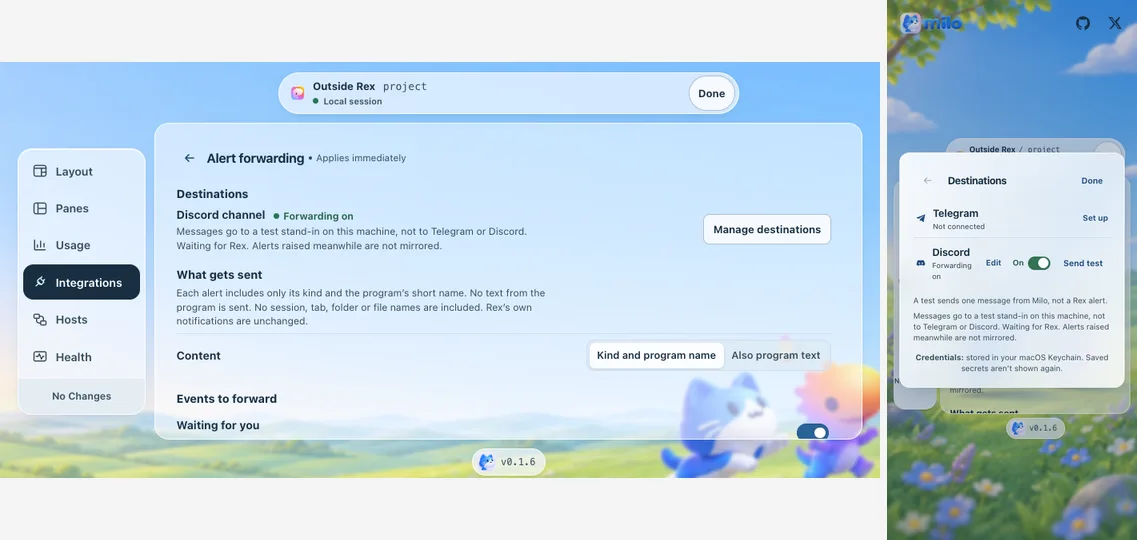 Outside Rex project
Local session
Done
Layout
Panes
Usage
Integrations
Hosts
Health
No Changes
Alert forwarding • Applies immediately
Destinations
Discord channel Forwarding on
Messages go to a test stand-in on this machine, not to Telegram or Discord.
Waiting for Rex. Alerts raised meanwhile are not mirrored.
Manage destinations
What gets sent
Each alert includes only its kind and the program's short name. No text from the
program is sent. No session, tab, folder or file names are included. Rex's own
notifications are unchanged.
Content
Kind and program name
Also program text
Events to forward
Waiting for you
v0.1.6
milo
Outside Rex / project
Destinations
Done
Telegram
Not connected
Set up
Discord
Forwarding
on
Edit
On
Send test
A test sends one message from Milo, not a Rex alert.
Messages go to a test stand-in on this machine, not
to Telegram or Discord. Waiting for Rex. Alerts raised
meanwhile are not mirrored.
Credentials: stored in your macOS Keychain. Saved
secrets aren't shown again.
mirrored.
What gets sent
v0.1.6